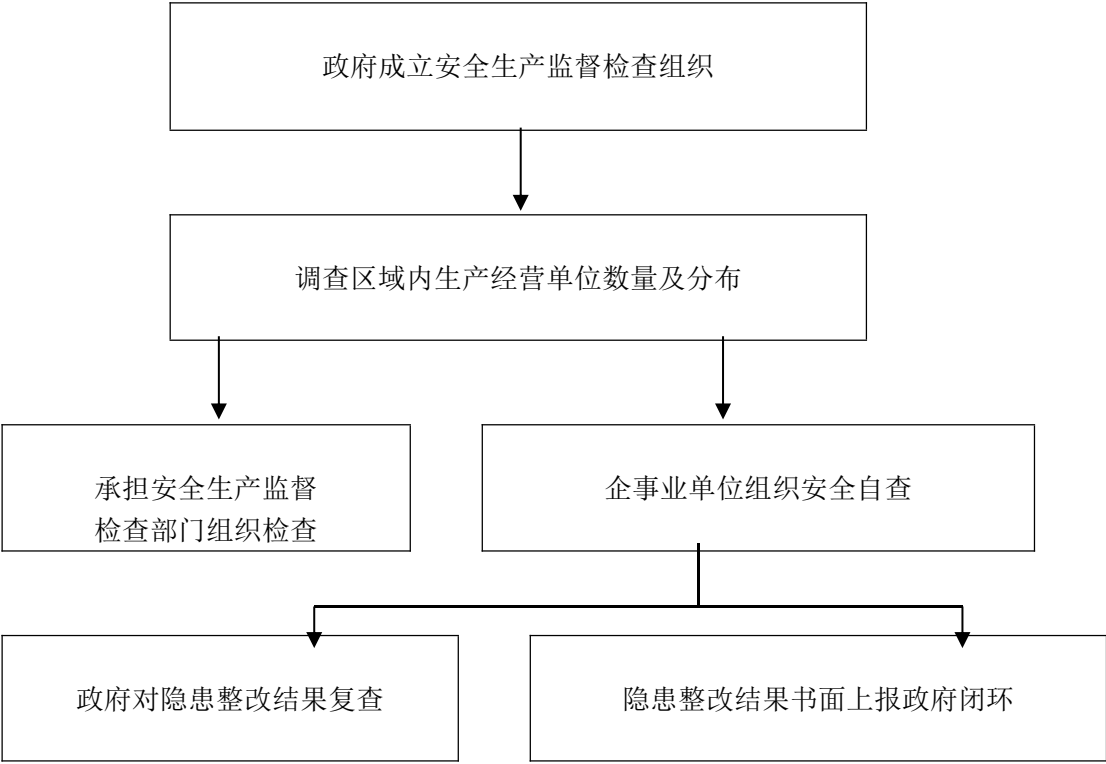 政府成立安全生产监督检查组织
调查区域内生产经营单位数量及分布
承担安全生产监督
检查部门组织检查
企事业单位组织安全自查
政府对隐患整改结果复查
隐患整改结果书面上报政府闭环